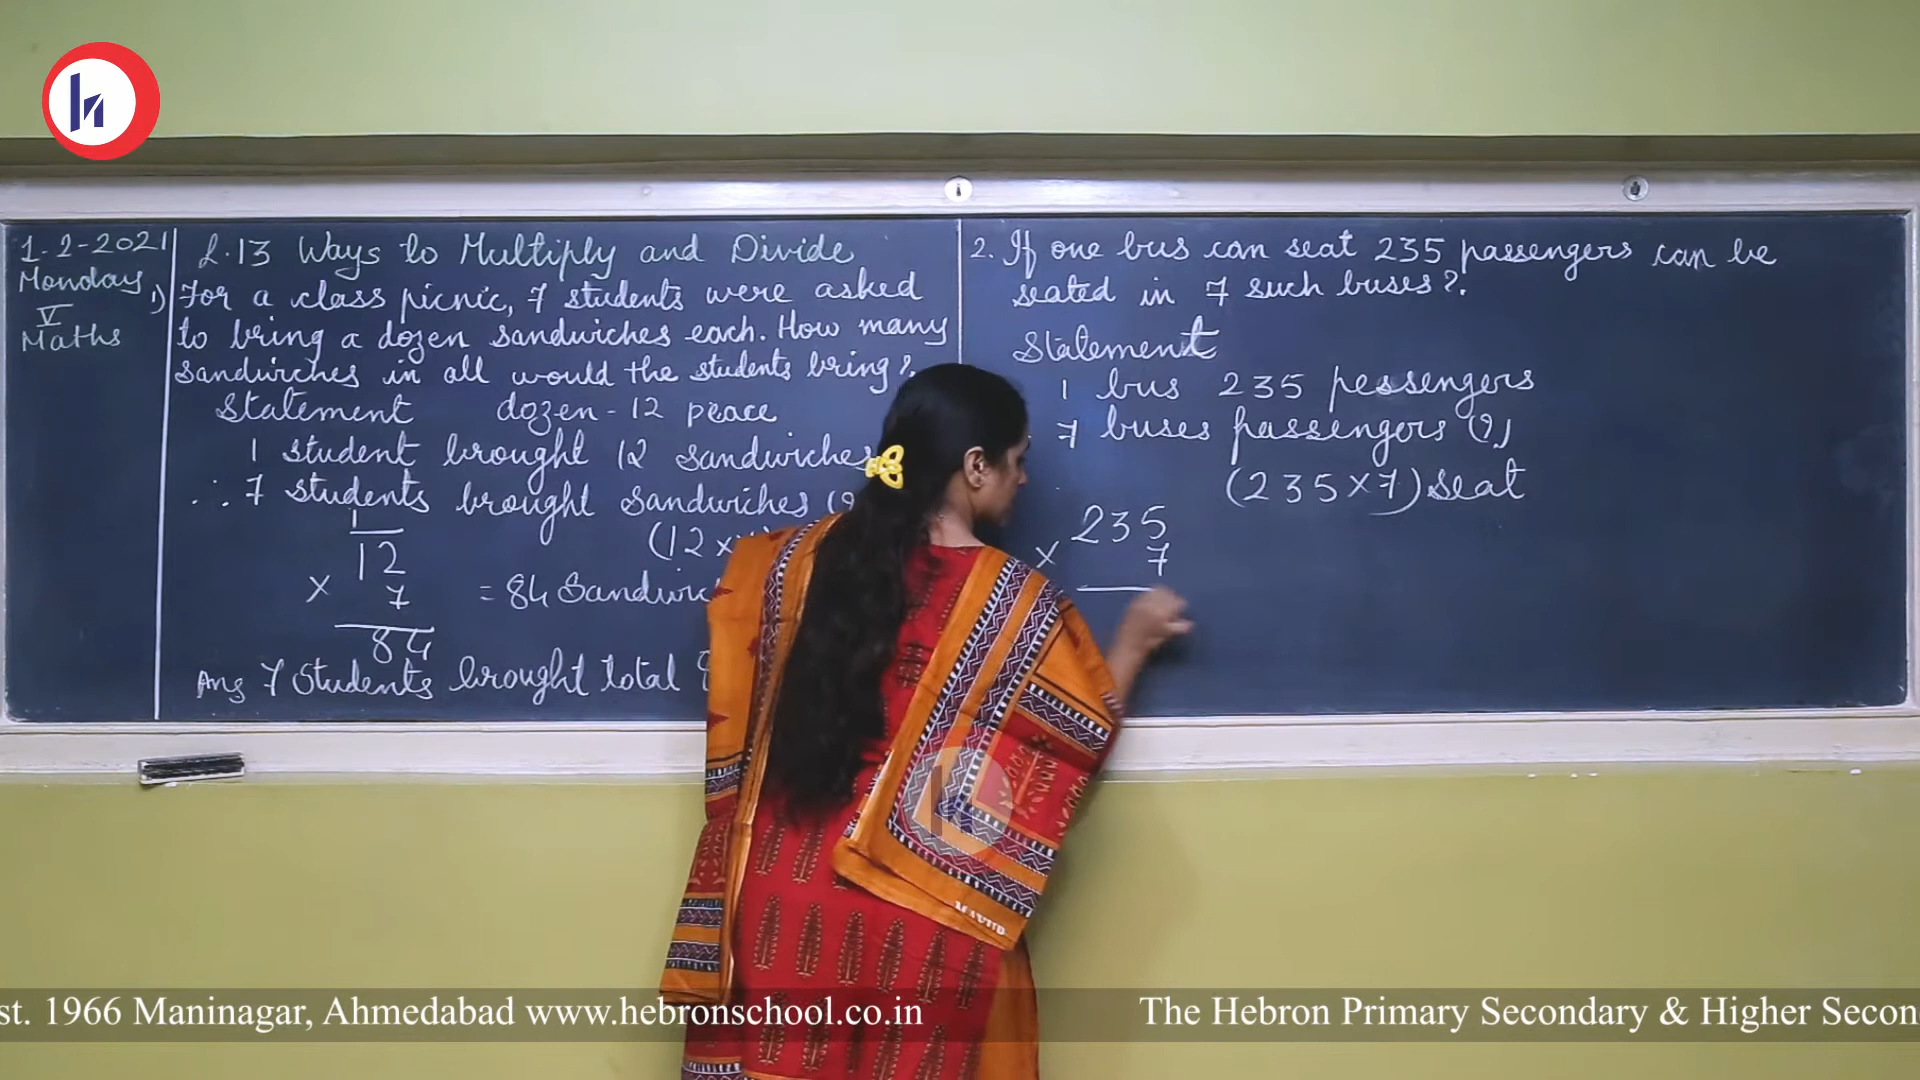 1-2-2021
Monday
V
Maths
L.13 Ways to Multiply and Divide
1) For a class picnic, 7 students were asked
to bring a dozen sandwiches each. How many
sandwiches in all would the students bring?
Statement dozen - 12 peace
1 student brought 12 sandwiches
∴ 7 students brought sandwiches (?
(12 ×
1
12
× 7
84
= 84 Sandwic
Ans 7 Students brought total
2. If one bus can seat 235 passengers can be
seated in 7 such buses?.
Statement
1 bus 235 pessengers
7 buses passengers (?)
(235×7) seat
235
× 7
MAYUR
st. 1966 Maninagar, Ahmedabad www.hebronschool.co.in The Hebron Primary Secondary & Higher Secon